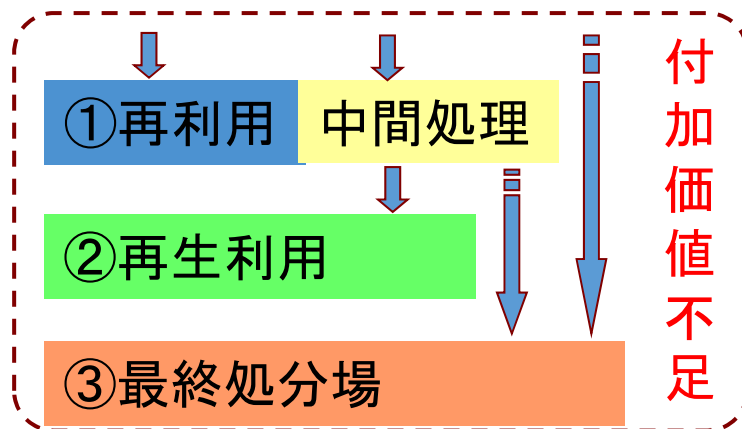 ①再利用
中間処理
②再生利用
③最終処分場
付加価値不足